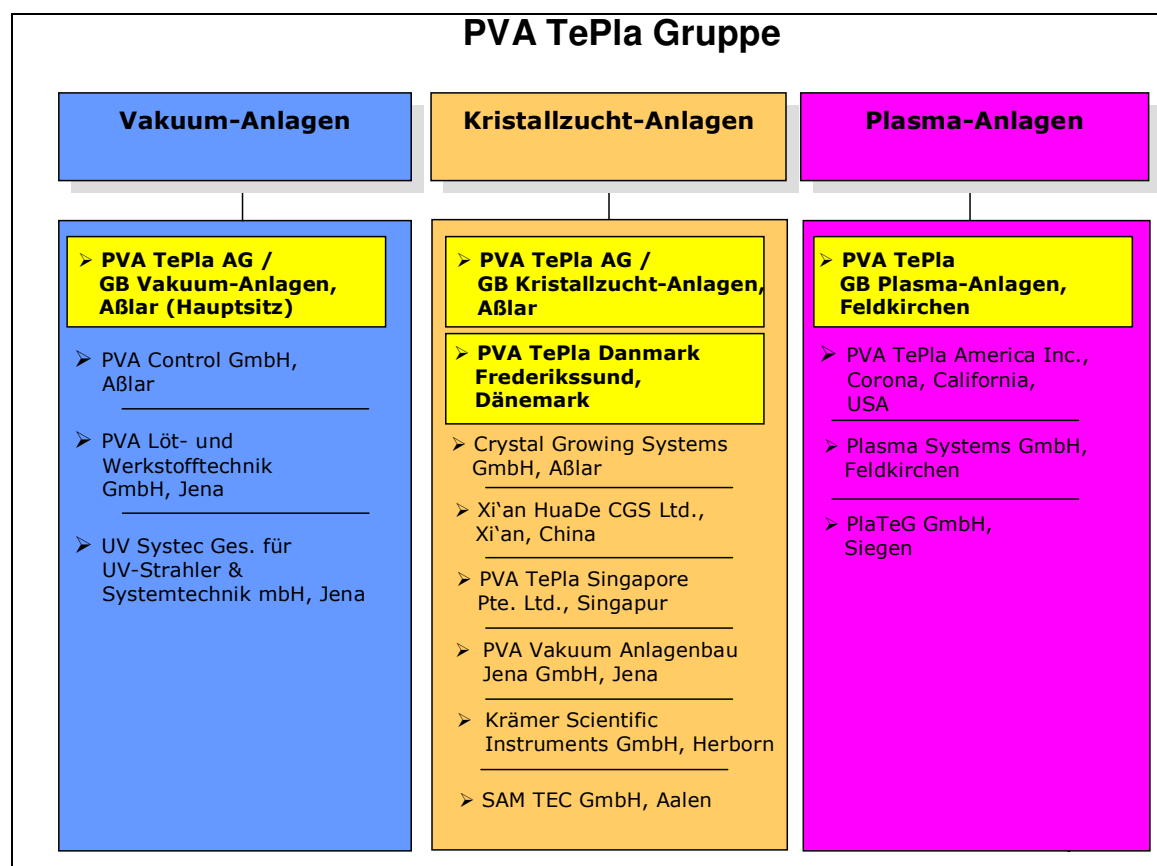 PVA TePla Gruppe
Vakuum-Anlagen
➢ PVA TePla AG /
GB Vakuum-Anlagen,
Aßlar (Hauptsitz)
➢ PVA Control GmbH,
Aßlar
➢ PVA Löt- und
Werkstofftechnik
GmbH, Jena
➢ UV Systec Ges. für
UV-Strahler &
Systemtechnik mbH, Jena
Kristallzucht-Anlagen
➢ PVA TePla AG /
GB Kristallzucht-Anlagen,
Aßlar
➢ PVA TePla Danmark
Frederikssund,
Dänemark
➢ Crystal Growing Systems
GmbH, Aßlar
➢ Xi‘an HuaDe CGS Ltd.,
Xi‘an, China
➢ PVA TePla Singapore
Pte. Ltd., Singapur
➢ PVA Vakuum Anlagenbau
Jena GmbH, Jena
➢ Krämer Scientific
Instruments GmbH, Herborn
➢ SAM TEC GmbH, Aalen
Plasma-Anlagen
➢ PVA TePla
GB Plasma-Anlagen,
Feldkirchen
➢ PVA TePla America Inc.,
Corona, California,
USA
➢ Plasma Systems GmbH,
Feldkirchen
➢ PlaTeG GmbH,
Siegen